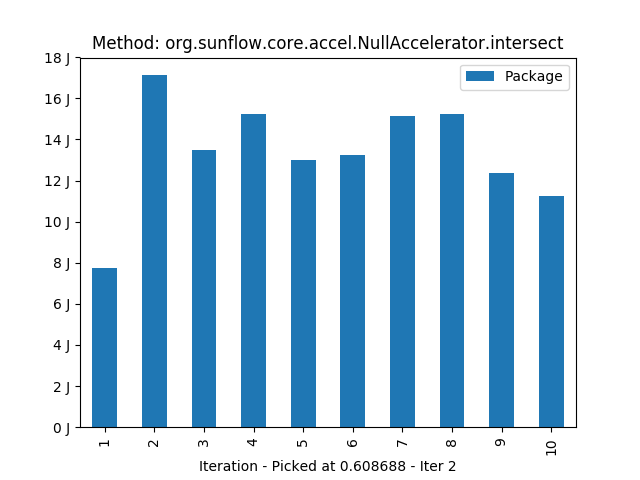 Method: org.sunflow.core.accel.NullAccelerator.intersect
18 J
16 J
14 J
12 J
10 J
8 J
6 J
4 J
2 J
0 J
Package
1 2 3 4 5 6 7 8 9 10
Iteration - Picked at 0.608688 - Iter 2